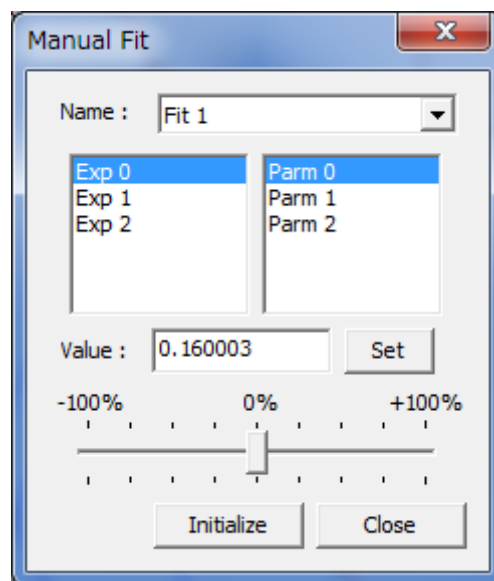 Manual Fit
Name : Fit 1
Exp 0 Parm 0
Exp 1 Parm 1
Exp 2 Parm 2
Value : 0.160003 Set
-100% 0% +100%
Initialize Close